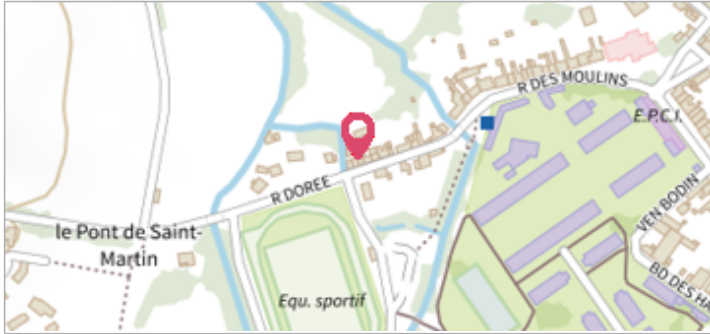 R DES MOULINS
E.P.C.I.
R DOREE
VEN BODIN
le Pont de Saint-
Martin
BD DES HA
Equ. sportif